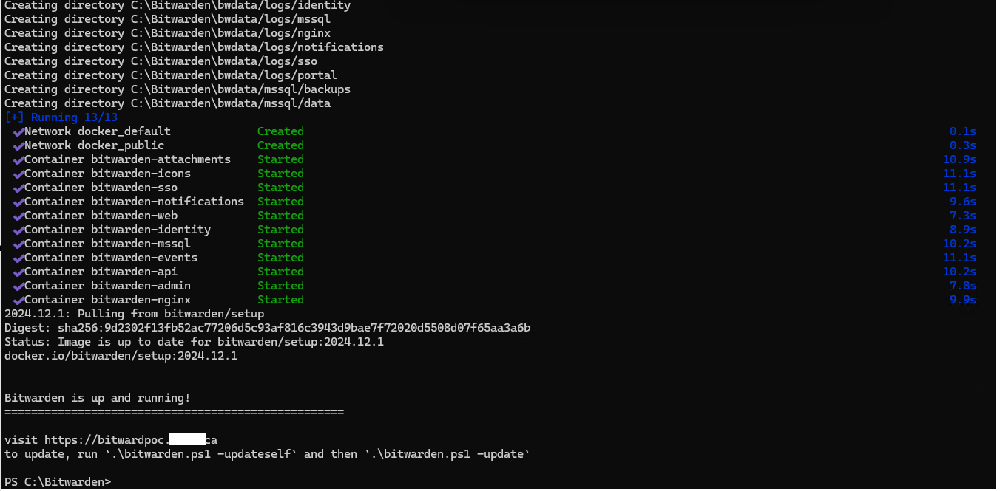 Creating directory C:\Bitwarden\bwdata/logs/identity
Creating directory C:\Bitwarden\bwdata/logs/mssql
Creating directory C:\Bitwarden\bwdata/logs/nginx
Creating directory C:\Bitwarden\bwdata/logs/notifications
Creating directory C:\Bitwarden\bwdata/logs/sso
Creating directory C:\Bitwarden\bwdata/logs/portal
Creating directory C:\Bitwarden\bwdata/mssql/backups
Creating directory C:\Bitwarden\bwdata/mssql/data
[+] Running 13/13
✔Network docker_default Created 0.1s
✔Network docker_public Created 0.3s
✔Container bitwarden-attachments Started 10.9s
✔Container bitwarden-icons Started 11.1s
✔Container bitwarden-sso Started 11.1s
✔Container bitwarden-notifications Started 9.6s
✔Container bitwarden-web Started 7.3s
✔Container bitwarden-identity Started 8.9s
✔Container bitwarden-mssql Started 10.2s
✔Container bitwarden-events Started 11.1s
✔Container bitwarden-api Started 10.2s
✔Container bitwarden-admin Started 7.8s
✔Container bitwarden-nginx Started 9.9s
2024.12.1: Pulling from bitwarden/setup
Digest: sha256:9d2302f13fb52ac77206d5c93af816c3943d9bae7f72020d5508d07f65aa3a6b
Status: Image is up to date for bitwarden/setup:2024.12.1
docker.io/bitwarden/setup:2024.12.1
Bitwarden is up and running!
===================================================
visit https://bitwardpoc. ca
to update, run `.\bitwarden.ps1 -updateself` and then `.\bitwarden.ps1 -update`
PS C:\Bitwarden>